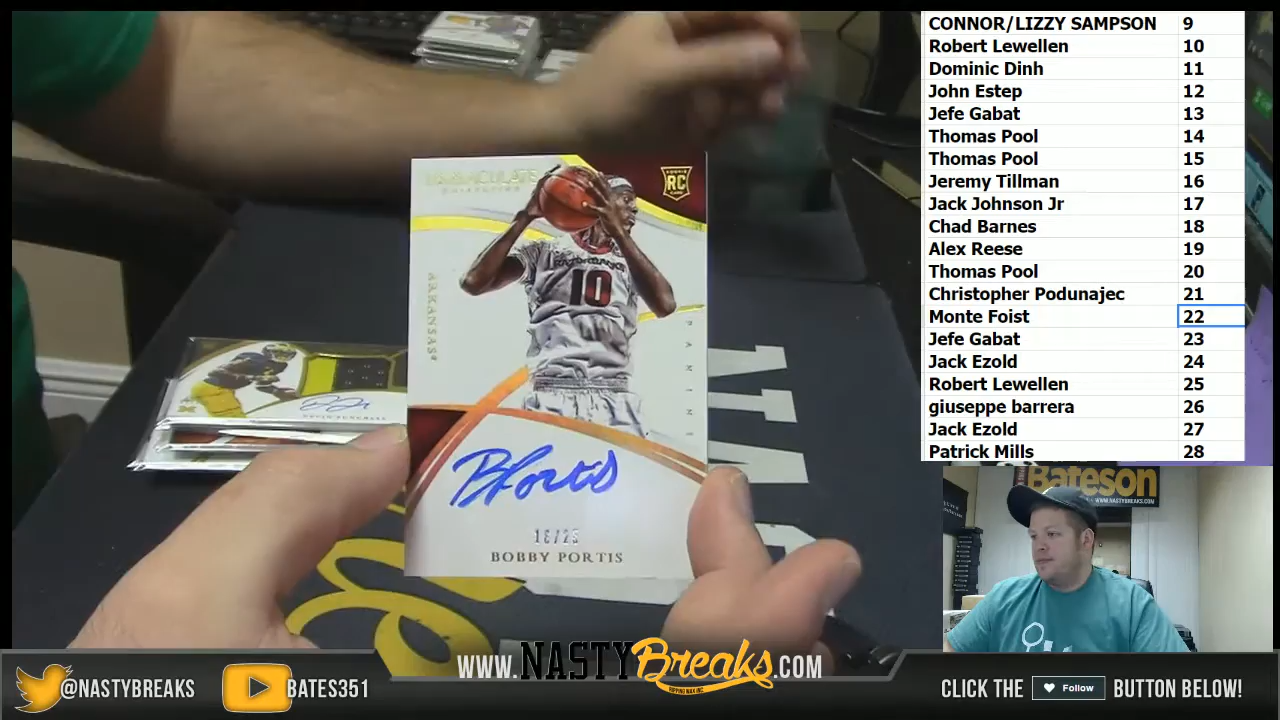 CONNOR/LIZZY SAMPSON 9
Robert Lewellen 10
Dominic Dinh 11
John Estep 12
Jefe Gabat 13
Thomas Pool 14
Thomas Pool 15
Jeremy Tillman 16
Jack Johnson Jr 17
Chad Barnes 18
Alex Reese 19
Thomas Pool 20
Christopher Podunajec 21
Monte Foist 22
Jefe Gabat 23
Jack Ezold 24
Robert Lewellen 25
giuseppe barrera 26
Jack Ezold 27
Patrick Mills 28
IMMACULATE
COLLECTION
RC
ARKANSAS
10
PANINI
B Portis
BOBBY PORTIS
Bateson
WWW.NASTYBREAKS.COM
@NASTYBREAKS
BATES351
CLICK THE Follow BUTTON BELOW!